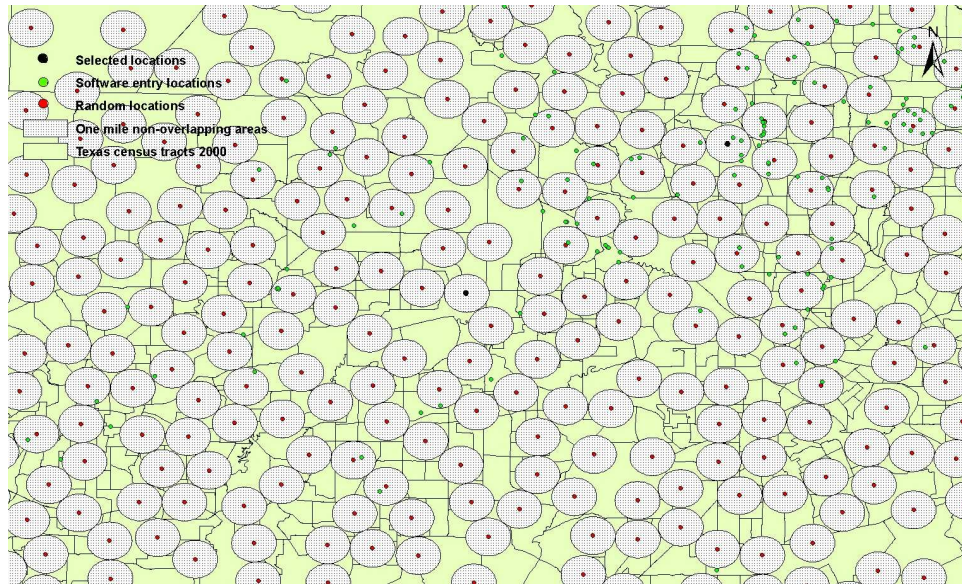 N
Selected locations
Software entry locations
Random locations
One mile non-overlapping areas
Texas census tracts 2000